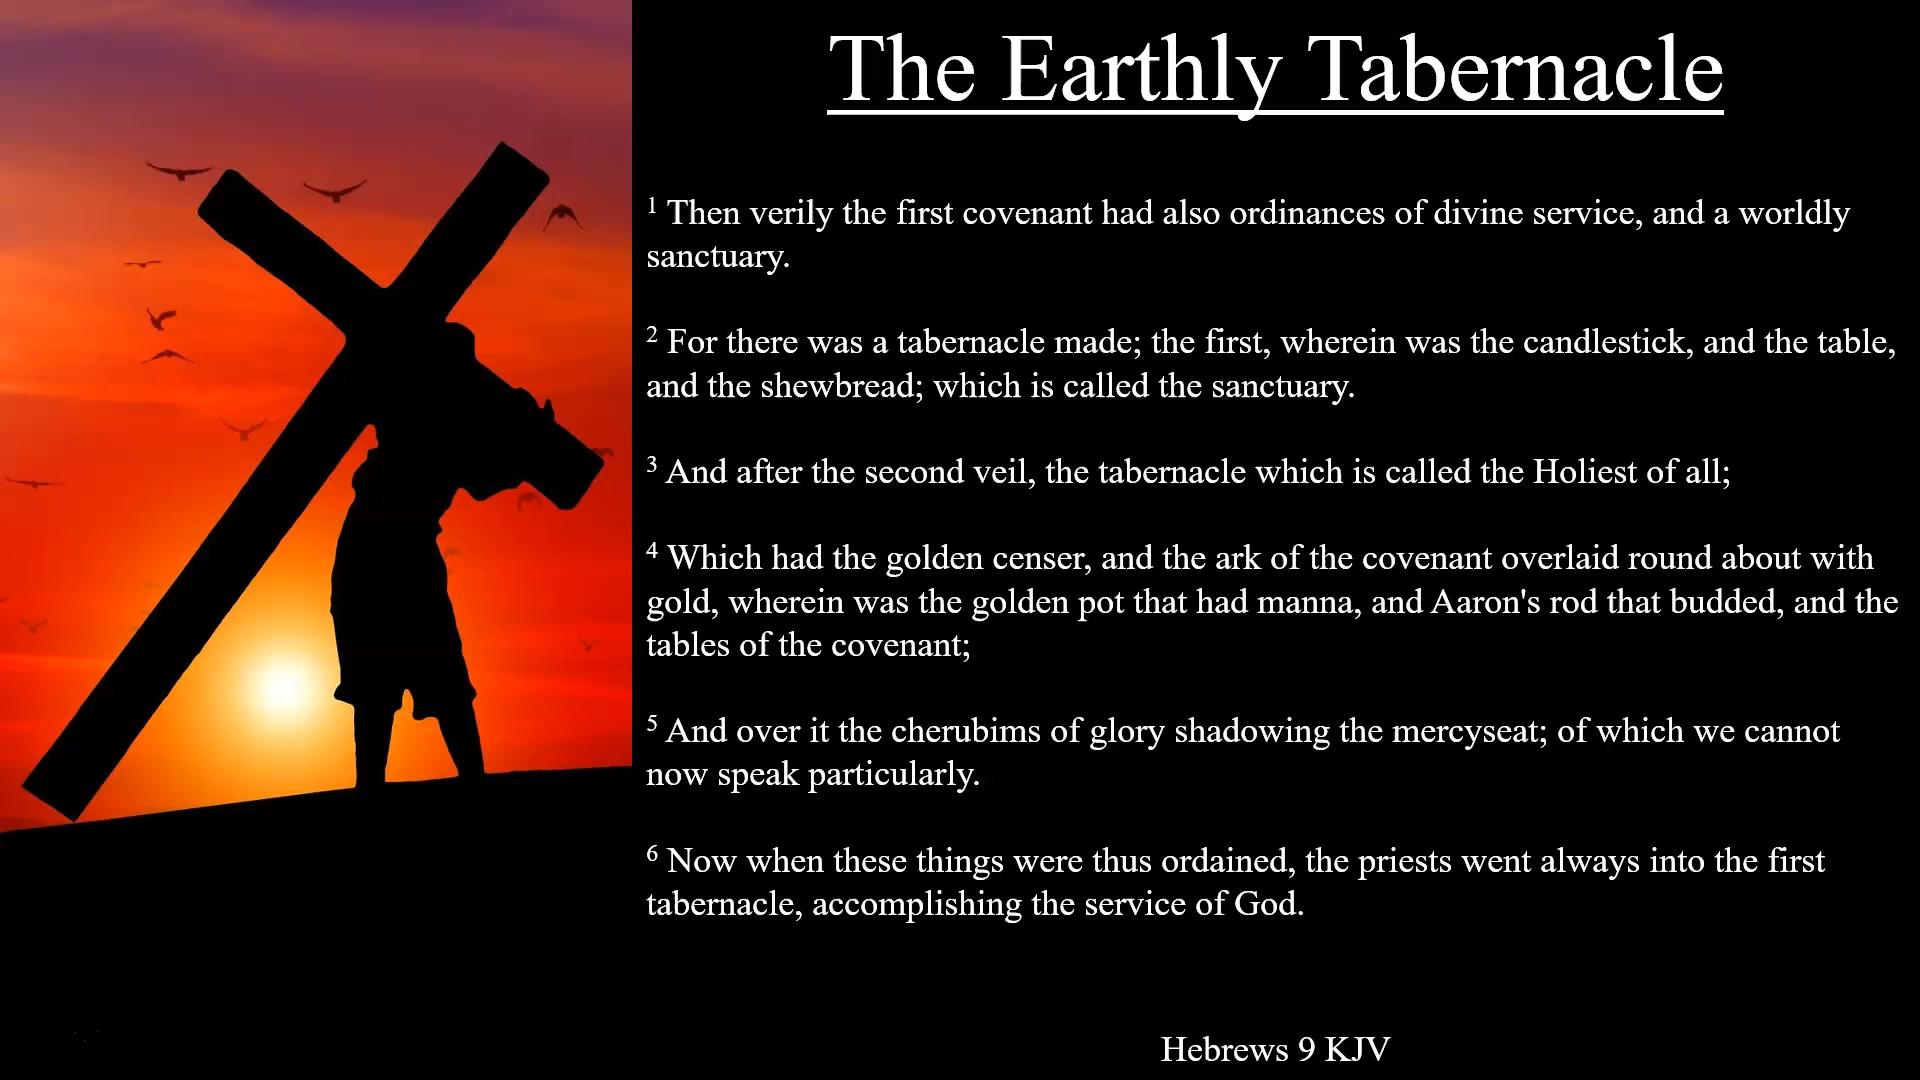 The Earthly Tabernacle
1 Then verily the first covenant had also ordinances of divine service, and a worldly
sanctuary.
2 For there was a tabernacle made; the first, wherein was the candlestick, and the table,
and the shewbread; which is called the sanctuary.
3 And after the second veil, the tabernacle which is called the Holiest of all;
4 Which had the golden censer, and the ark of the covenant overlaid round about with
gold, wherein was the golden pot that had manna, and Aaron's rod that budded, and the
tables of the covenant;
5 And over it the cherubims of glory shadowing the mercyseat; of which we cannot
now speak particularly.
6 Now when these things were thus ordained, the priests went always into the first
tabernacle, accomplishing the service of God.
Hebrews 9 KJV